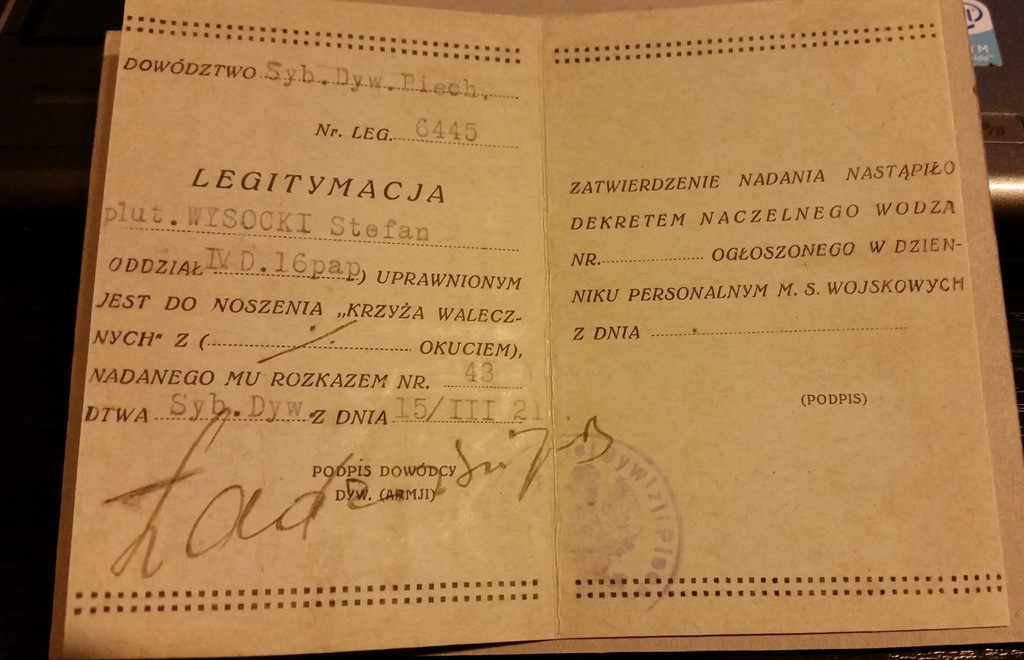 DOWÓDZTWO Syb.Dyw.Piech.
Nr. LEG. 6445
LEGITYMACJA
plut.WYSOCKI Stefan
ODDZIAŁ IV D.16pap) UPRAWNIONYM
JEST DO NOSZENIA „KRZYŻA WALECZ-
NYCH" Z (........ OKUCIEM),
NADANEGO MU ROZKAZEM NR. 43
DTWA Syb.Dyw. Z DNIA 15/III 21.
PODPIS DOWÓDCY
DYW. (ARMJI)
ZATWIERDZENIE NADANIA NASTĄPIŁO
DEKRETEM NACZELNEGO WODZA
NR. ........ OGŁOSZONEGO W DZIEN-
NIKU PERSONALNYM M. S. WOJSKOWYCH
Z DNIA ........
(PODPIS)